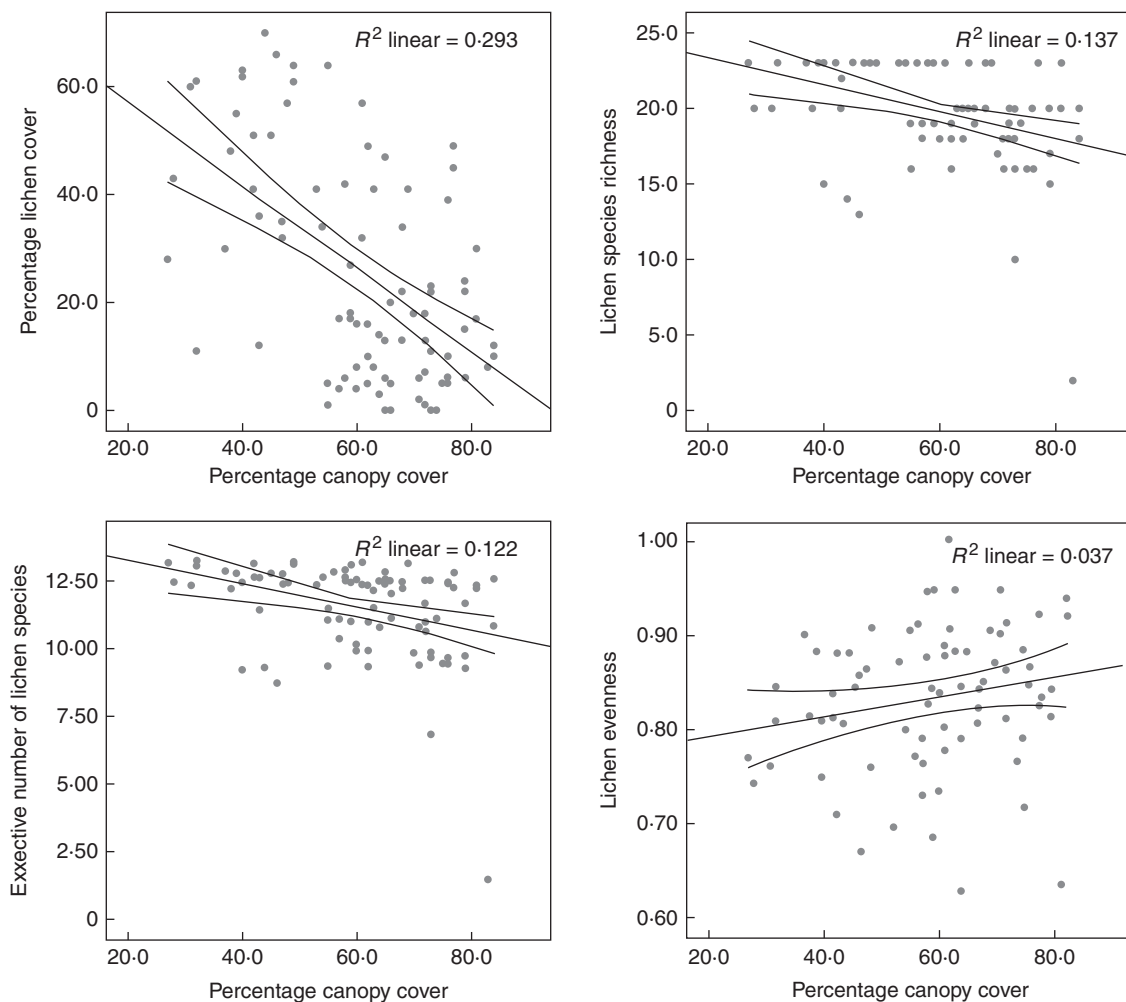 R² linear = 0·293
60·0
40·0
20·0
0
Percentage lichen cover
20·0 40·0 60·0 80·0
Percentage canopy cover
R² linear = 0·137
25·0
20·0
15·0
10·0
5·0
0
Lichen species richness
20·0 40·0 60·0 80·0
Percentage canopy cover
R² linear = 0·122
12·50
10·00
7·50
5·00
2·50
0
Exxective number of lichen species
20·0 40·0 60·0 80·0
Percentage canopy cover
R² linear = 0·037
1·00
0·90
0·80
0·70
0·60
Lichen evenness
20·0 40·0 60·0 80·0
Percentage canopy cover